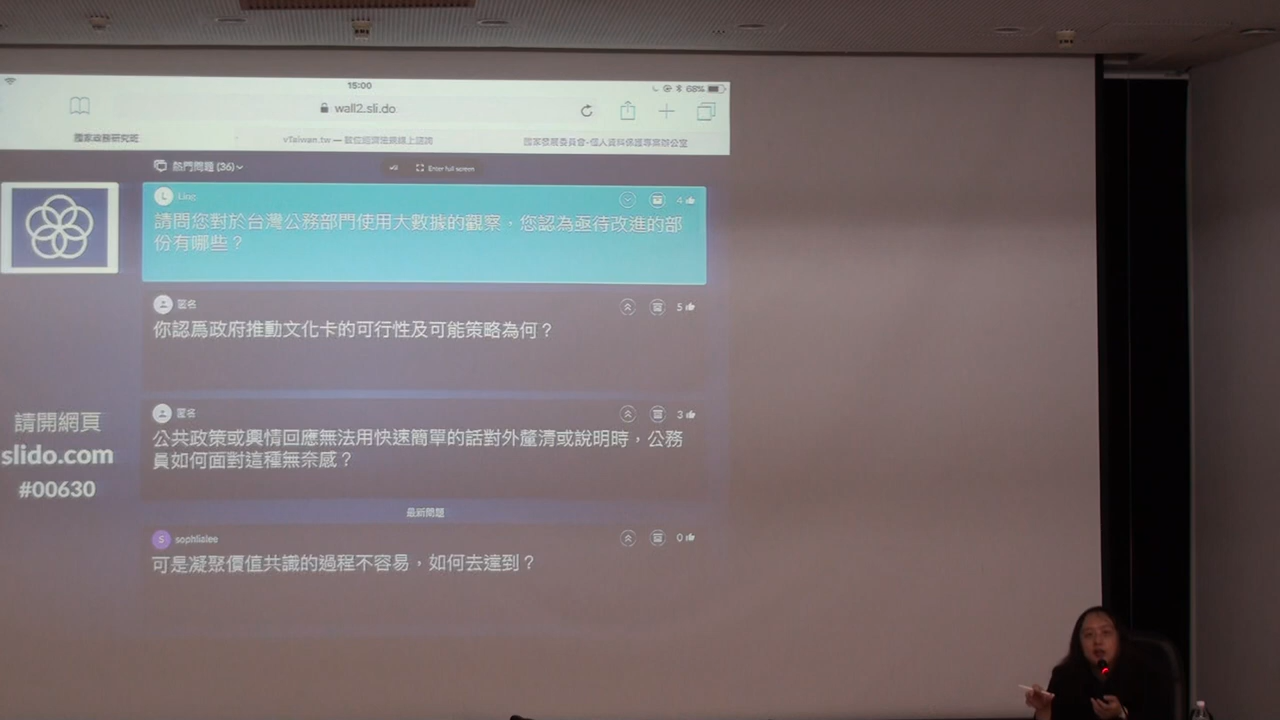 15:00
68%
wall2.sli.do
國家政務研究班
vTaiwan.tw — 數位經濟法規線上諮詢
國家發展委員會-個人資料保護專案辦公室
熱門問題 (36)
Enter full screen
L
Ling
4
請問您對於台灣公務部門使用大數據的觀察，您認為亟待改進的部
份有哪些？
匿名
5
你認爲政府推動文化卡的可行性及可能策略為何？
匿名
3
公共政策或輿情回應無法用快速簡單的話對外釐清或說明時，公務
員如何面對這種無奈感？
請開網頁
slido.com
#00630
最新問題
S
sophialee
0
可是凝聚價值共識的過程不容易，如何去達到？